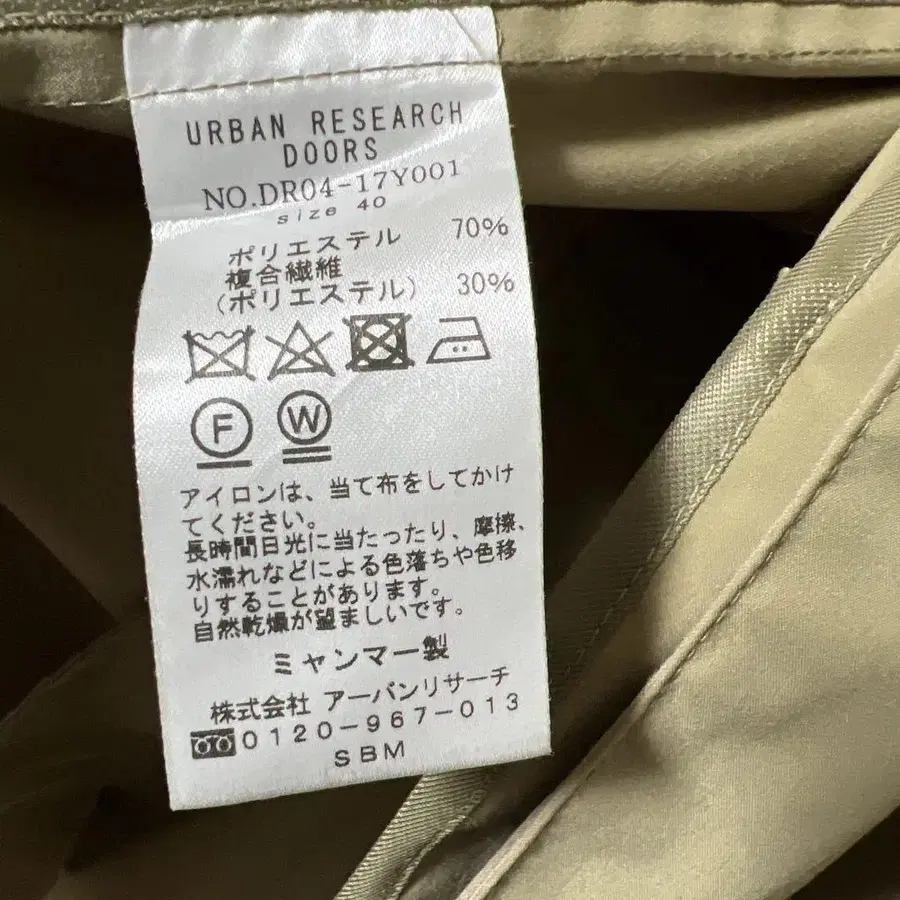 URBAN RESEARCH
DOORS
NO.DR04-17Y001
size 40
ポリエステル 70%
複合繊維
（ポリエステル） 30%
F W
アイロンは、当て布をしてかけ
てください。
長時間日光に当たったり、摩擦、
水濡れなどによる色落ちや色移
りすることがあります。
自然乾燥が望ましいです。
ミャンマー製
株式会社 アーバンリサーチ
0120-967-013
SBM